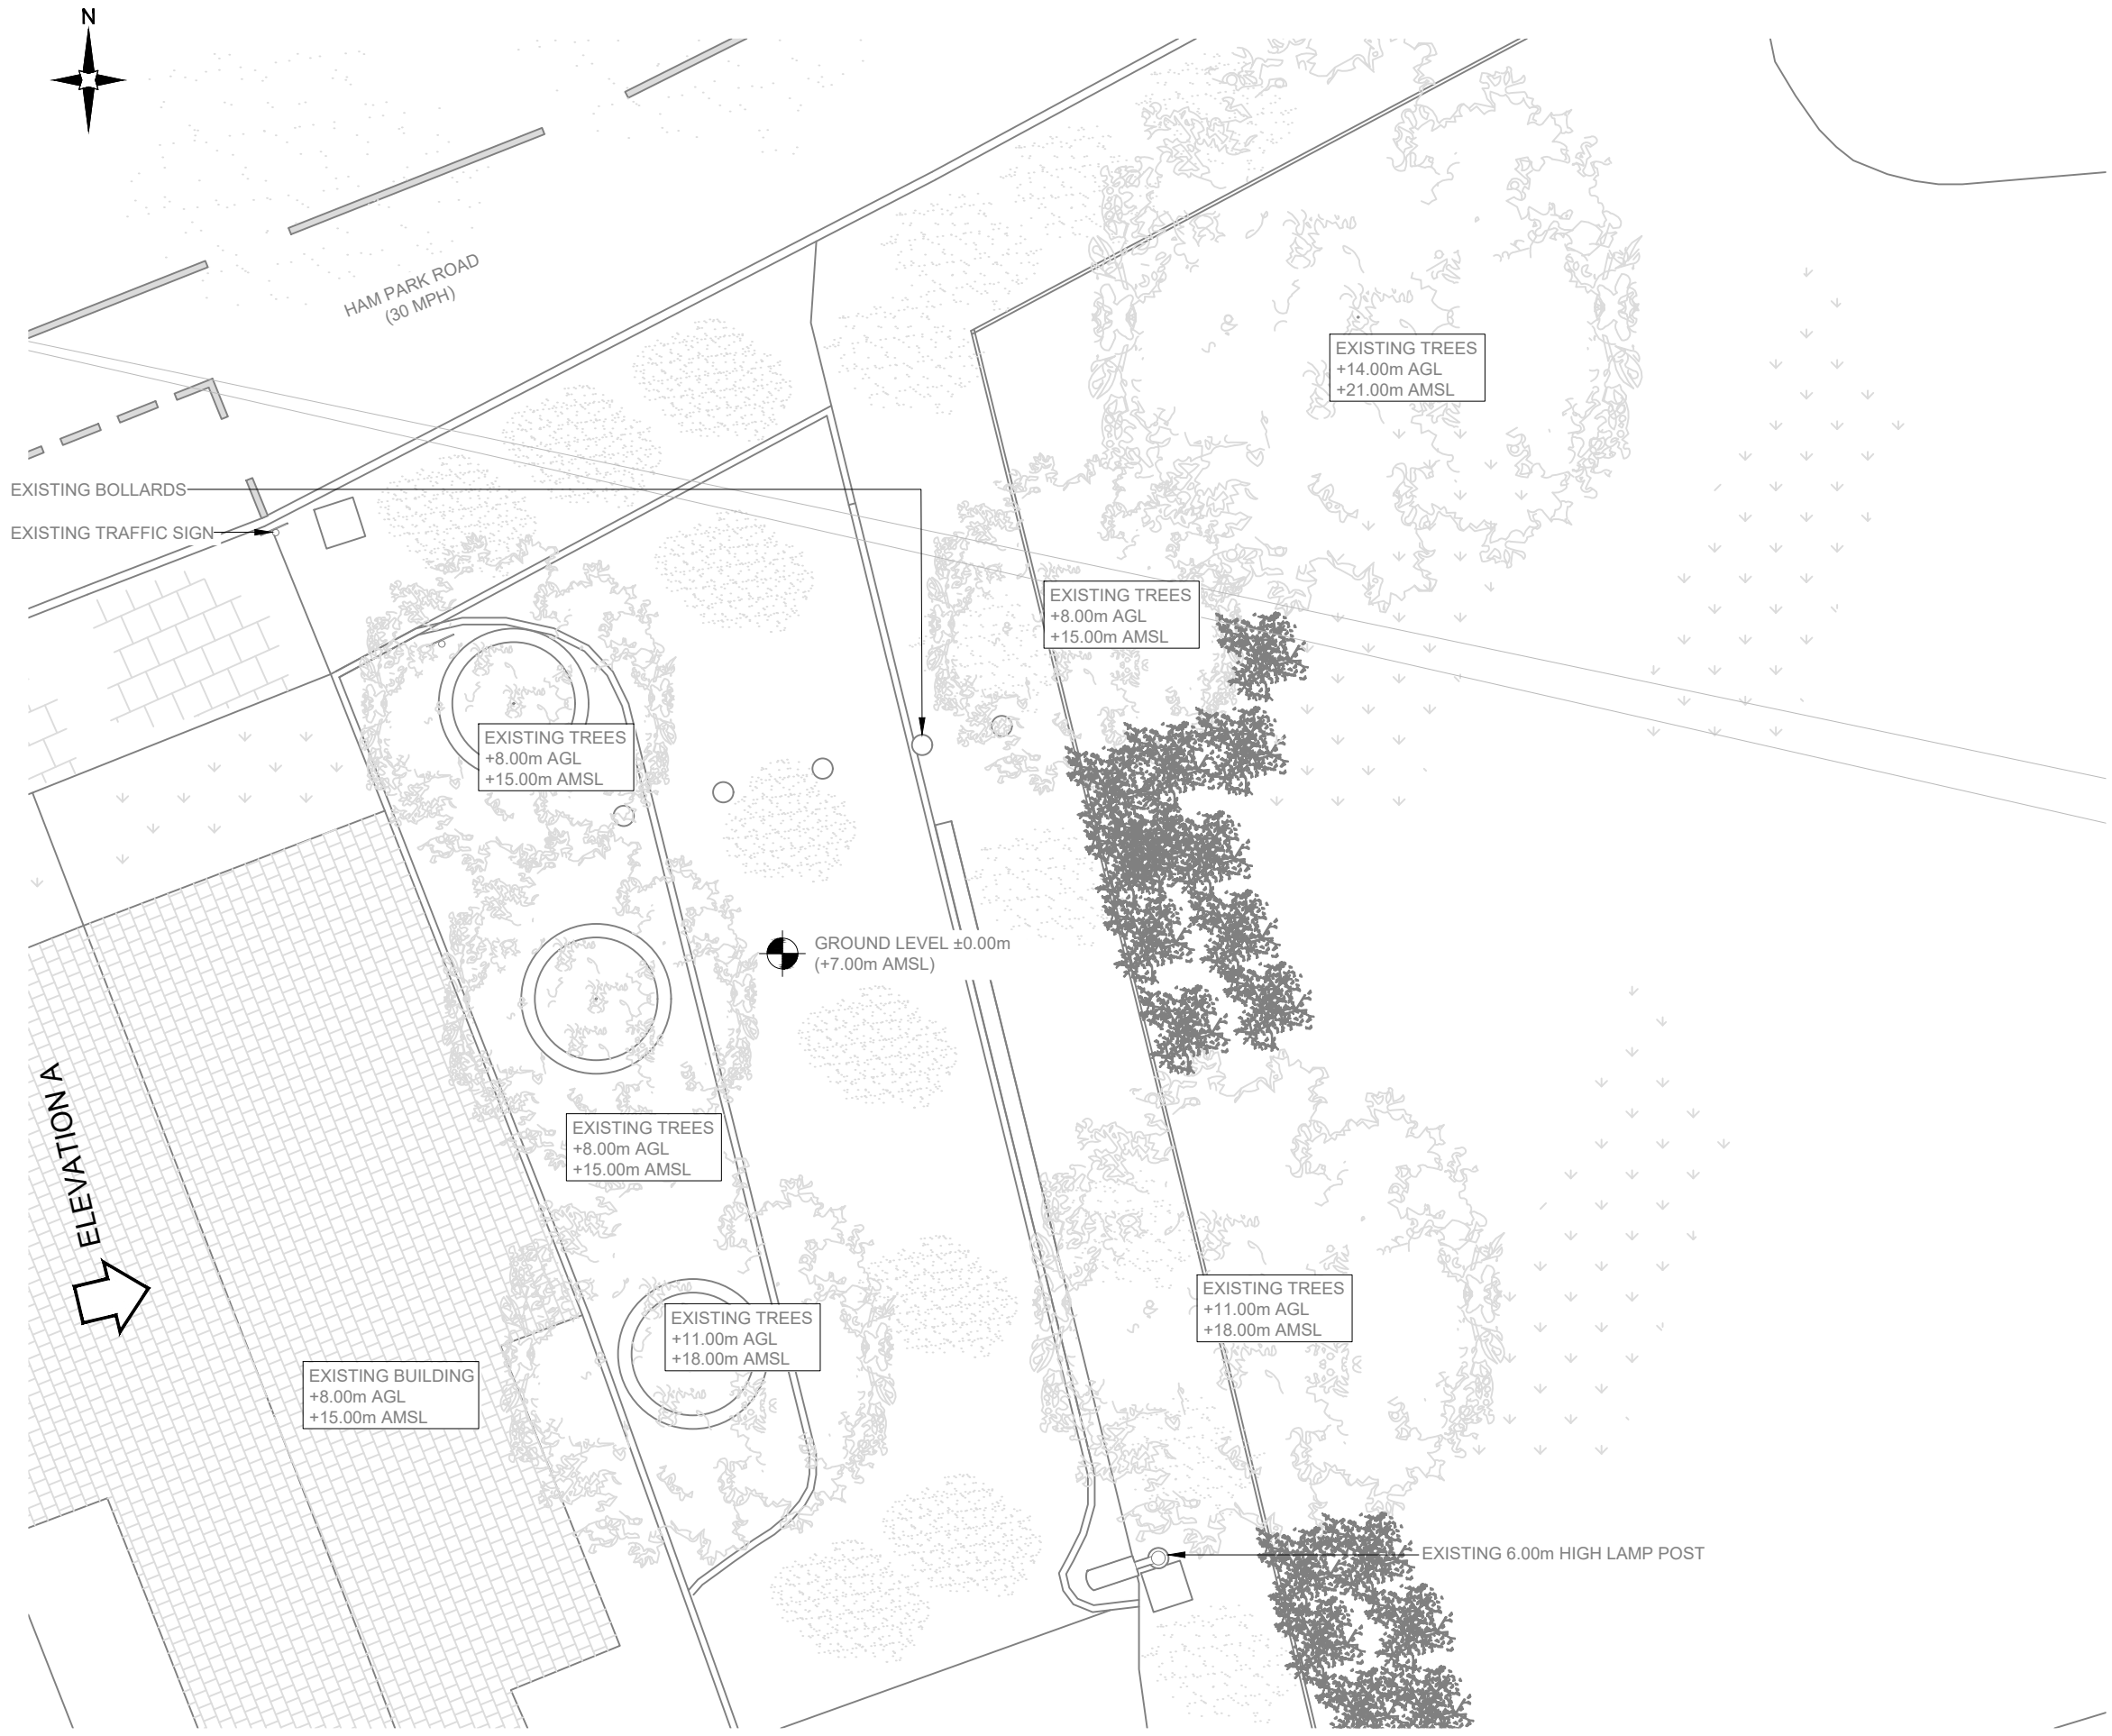 N
HAM PARK ROAD
(30 MPH)
EXISTING TREES
+14.00m AGL
+21.00m AMSL
EXISTING BOLLARDS
EXISTING TRAFFIC SIGN
EXISTING TREES
+8.00m AGL
+15.00m AMSL
EXISTING TREES
+8.00m AGL
+15.00m AMSL
GROUND LEVEL ±0.00m
(+7.00m AMSL)
ELEVATION A
EXISTING TREES
+8.00m AGL
+15.00m AMSL
EXISTING TREES
+11.00m AGL
+18.00m AMSL
EXISTING TREES
+11.00m AGL
+18.00m AMSL
EXISTING BUILDING
+8.00m AGL
+15.00m AMSL
EXISTING 6.00m HIGH LAMP POST